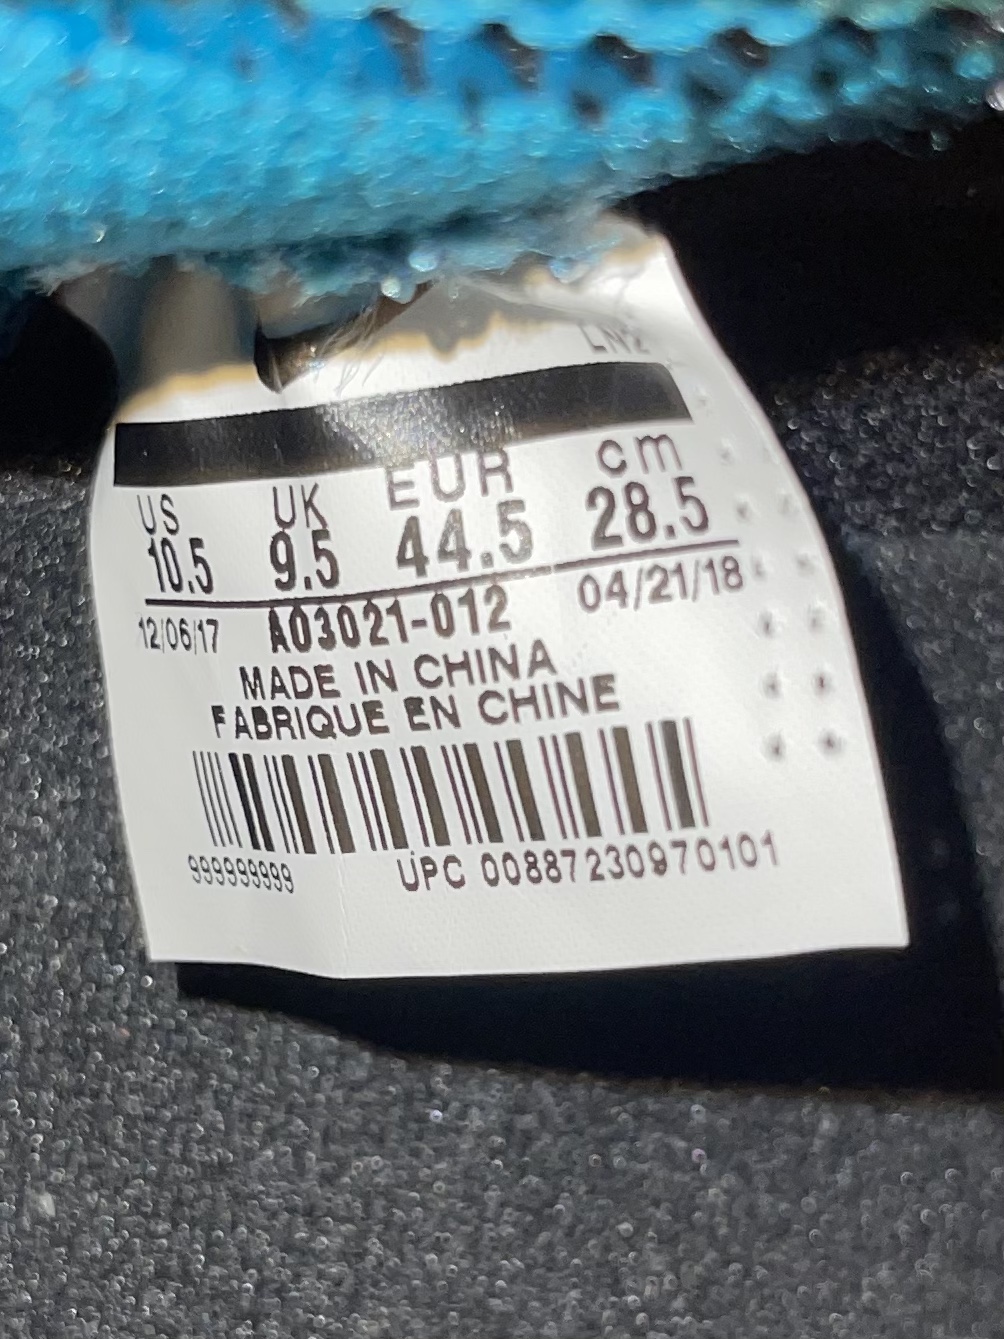 LN2
US UK EUR cm
10.5 9.5 44.5 28.5
12/06/17 A03021-012 04/21/18
MADE IN CHINA
FABRIQUE EN CHINE
999999999 UPC 00887230970101